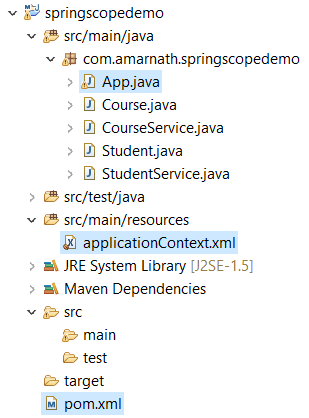 springscopedemo
src/main/java
com.amarnath.springscopedemo
App.java
Course.java
CourseService.java
Student.java
StudentService.java
src/test/java
src/main/resources
applicationContext.xml
JRE System Library [J2SE-1.5]
Maven Dependencies
src
main
test
target
pom.xml